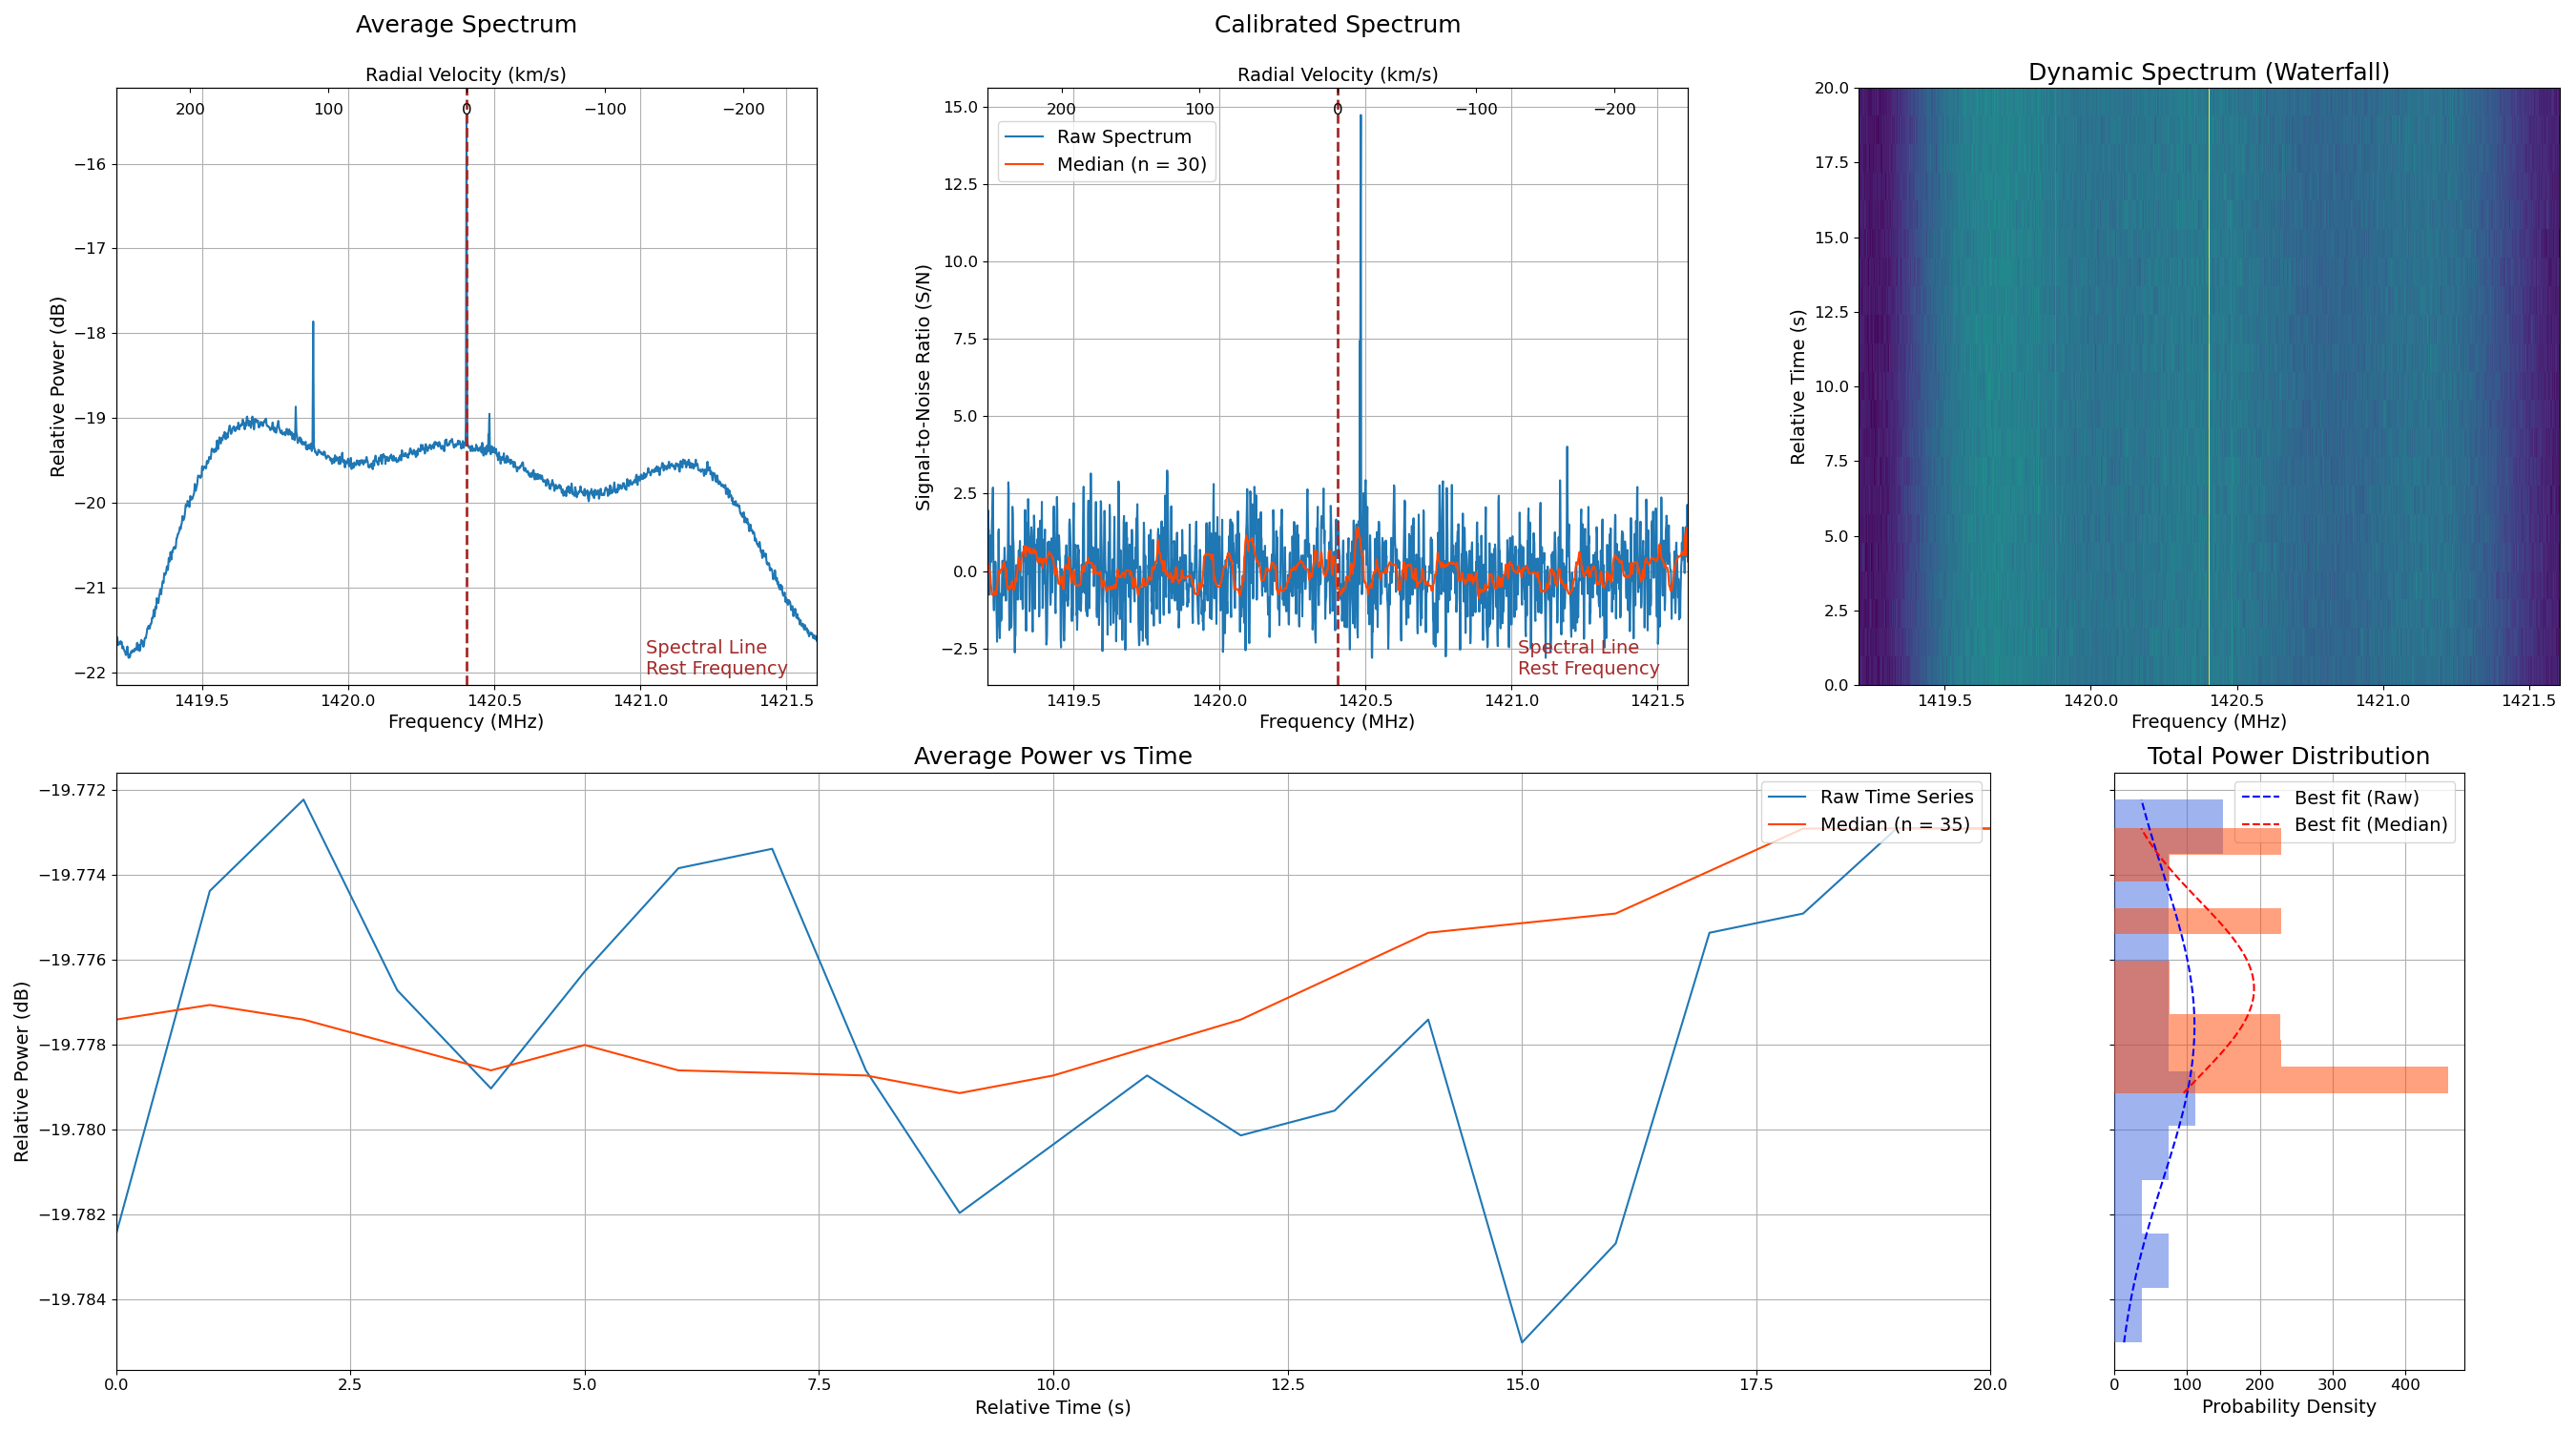 Average Spectrum
Radial Velocity (km/s)
200 100 0 −100 −200
Relative Power (dB)
−16
−17
−18
−19
−20
−21
−22
Spectral Line
Rest Frequency
1419.5 1420.0 1420.5 1421.0 1421.5
Frequency (MHz)
Calibrated Spectrum
Radial Velocity (km/s)
200 100 0 −100 −200
Signal-to-Noise Ratio (S/N)
15.0
12.5
10.0
7.5
5.0
2.5
0.0
−2.5
Raw Spectrum
Median (n = 30)
Spectral Line
Rest Frequency
1419.5 1420.0 1420.5 1421.0 1421.5
Frequency (MHz)
Dynamic Spectrum (Waterfall)
Relative Time (s)
20.0
17.5
15.0
12.5
10.0
7.5
5.0
2.5
0.0
1419.5 1420.0 1420.5 1421.0 1421.5
Frequency (MHz)
Average Power vs Time
Relative Power (dB)
−19.772
−19.774
−19.776
−19.778
−19.780
−19.782
−19.784
Raw Time Series
Median (n = 35)
0.0 2.5 5.0 7.5 10.0 12.5 15.0 17.5 20.0
Relative Time (s)
Total Power Distribution
Best fit (Raw)
Best fit (Median)
0 100 200 300 400
Probability Density